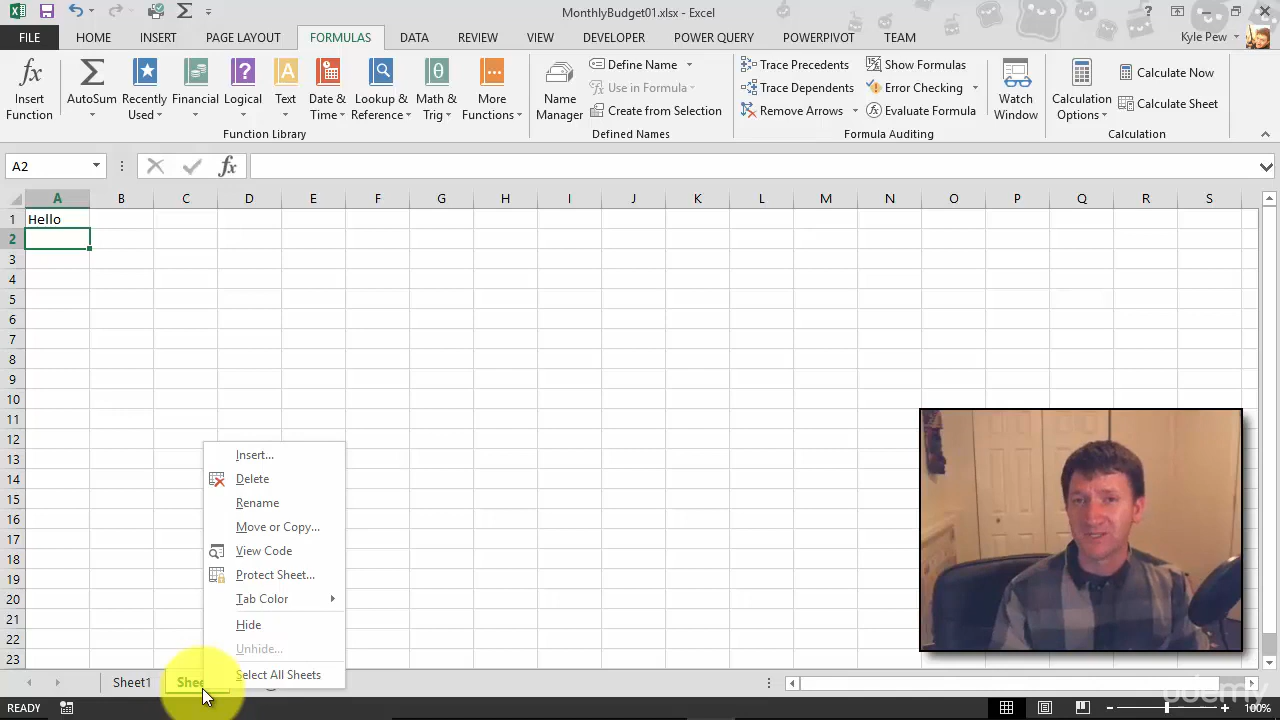 MonthlyBudget01.xlsx - Excel
?
FILE HOME INSERT PAGE LAYOUT FORMULAS DATA REVIEW VIEW DEVELOPER POWER QUERY POWERPIVOT TEAM Kyle Pew
Insert Function
AutoSum
Recently Used
Financial
Logical
Text
Date & Time
Lookup & Reference
Math & Trig
More Functions
Function Library
Name Manager
Define Name
Use in Formula
Create from Selection
Defined Names
Trace Precedents
Trace Dependents
Remove Arrows
Show Formulas
Error Checking
Evaluate Formula
Formula Auditing
Watch Window
Calculation Options
Calculate Now
Calculate Sheet
Calculation
A2 fx
A B C D E F G H I J K L M N O P Q R S
1 Hello
2
3
4
5
6
7
8
9
10
11
12
13
14
15
16
17
18
19
20
21
22
23
Insert...
Delete
Rename
Move or Copy...
View Code
Protect Sheet...
Tab Color
Hide
Unhide...
Select All Sheets
Sheet1 Shee
udemy
READY 100%